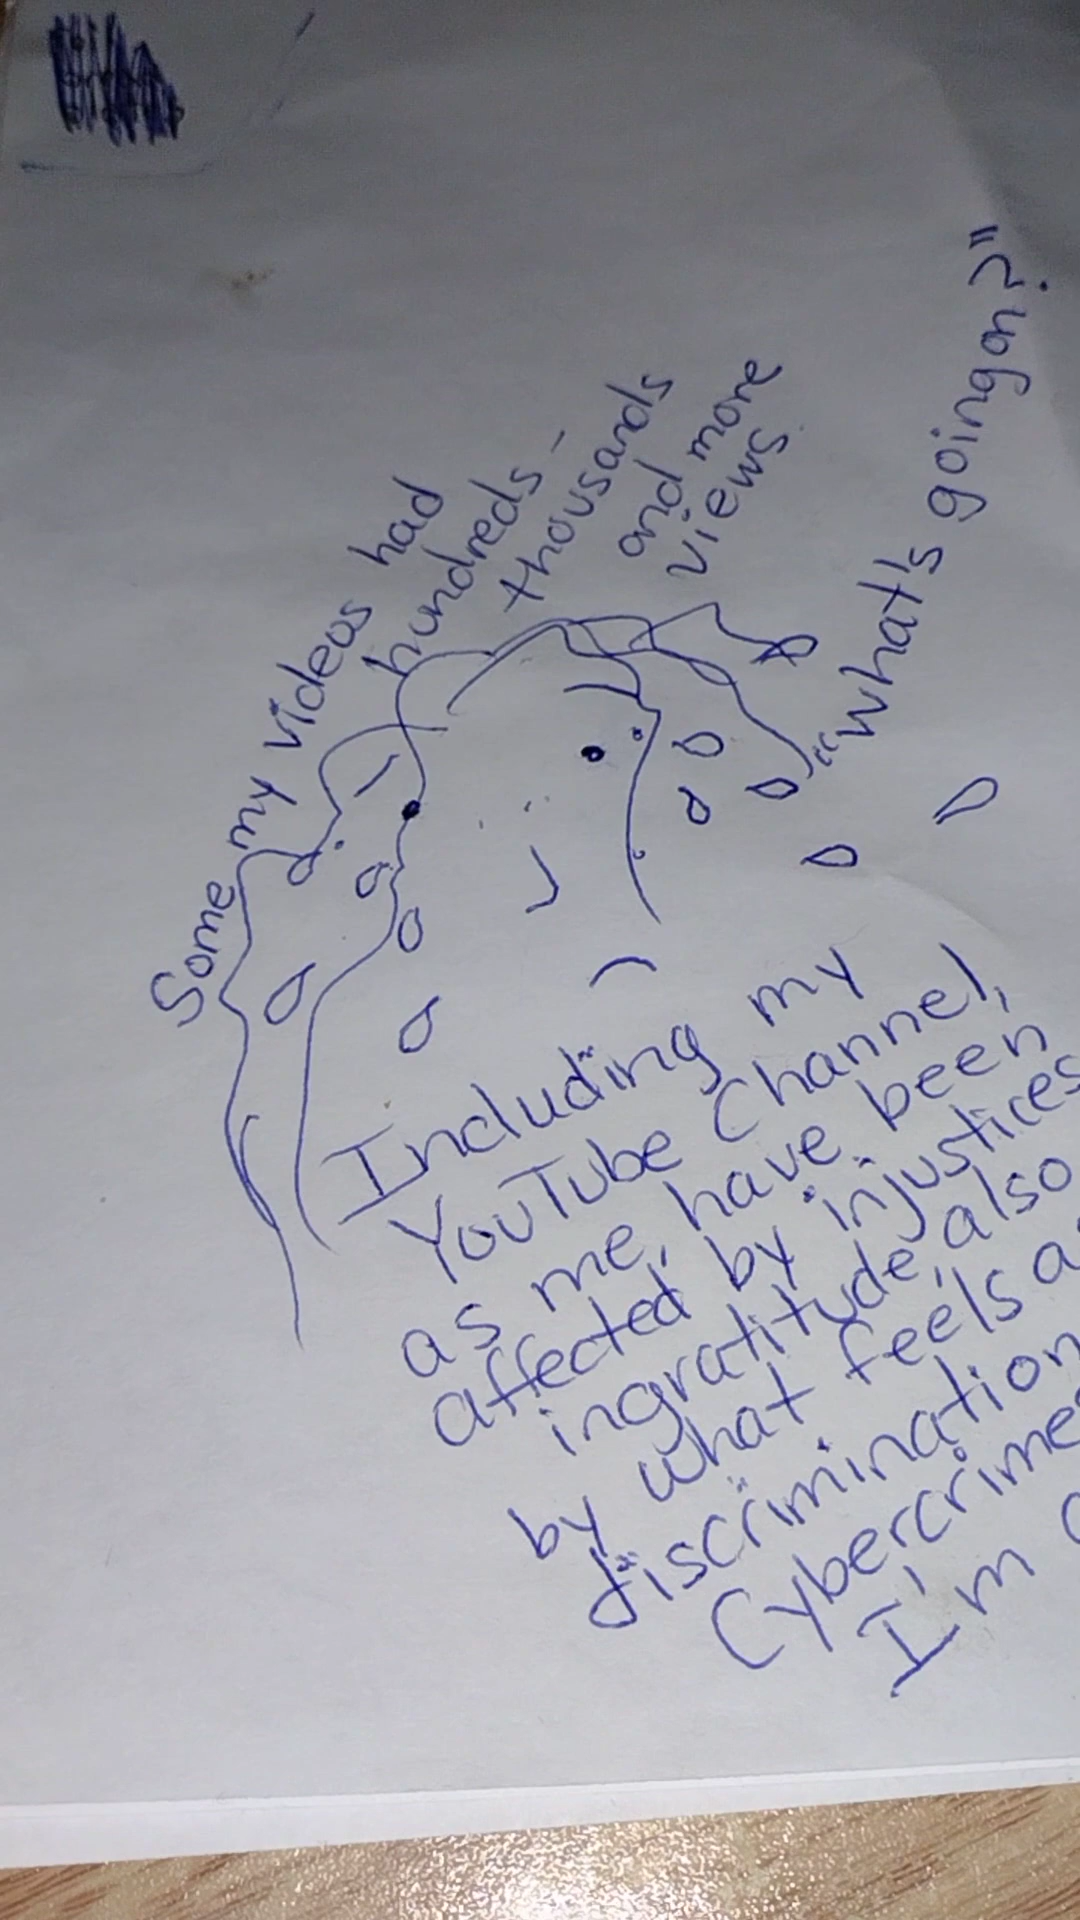 Some my videos had
hundreds-
thousands
and more
views.
"What's going on?"
Including my
YouTube Channel,
as me, have been
affected by injustices
ingratitude, also
by what feels as
discrimination
Cybercrime
I'm